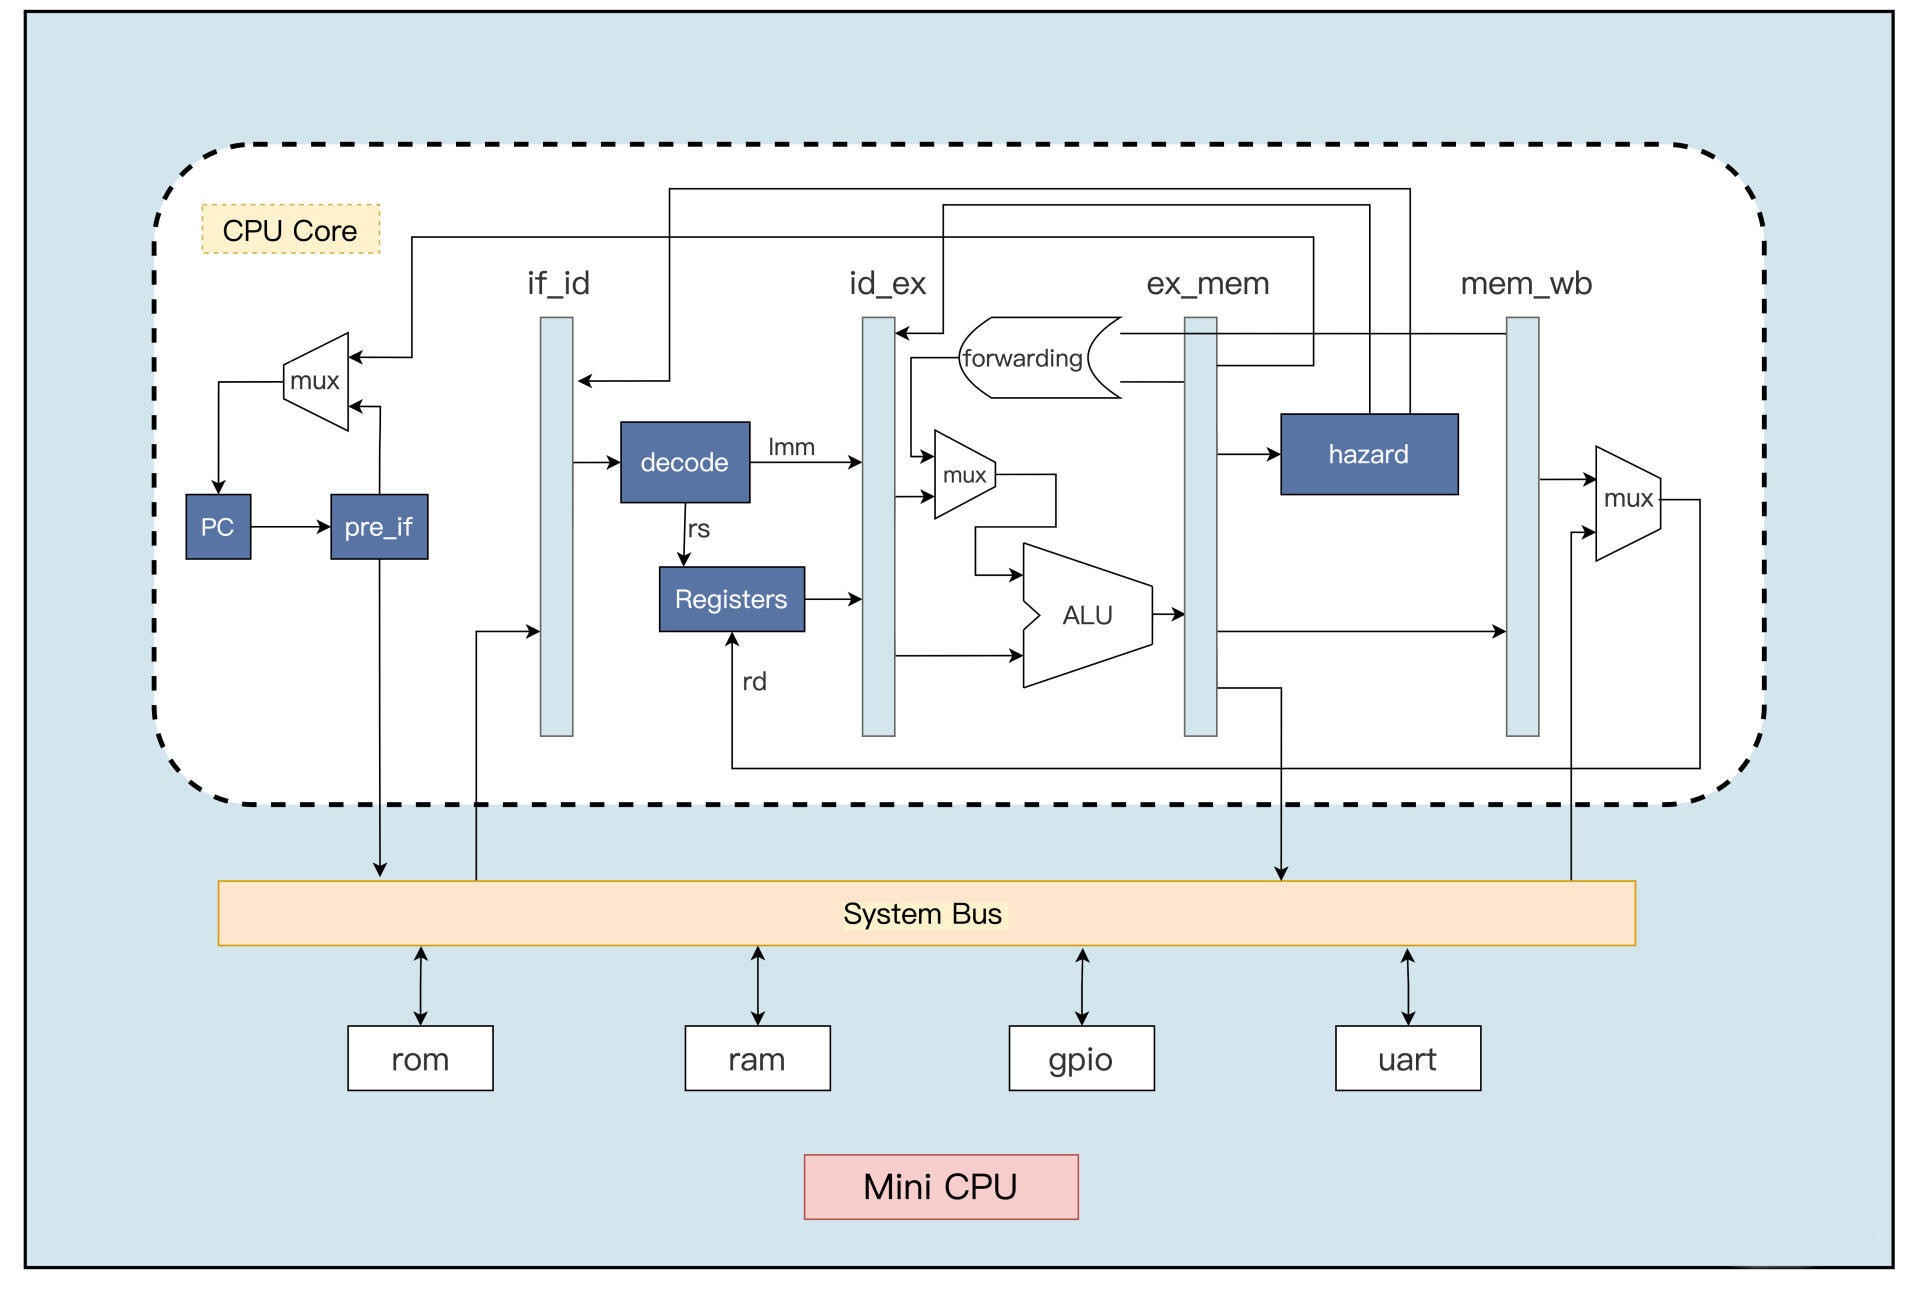 CPU Core
if_id
id_ex
ex_mem
mem_wb
mux
forwarding
decode
Imm
mux
hazard
mux
PC
pre_if
rs
Registers
ALU
rd
System Bus
rom
ram
gpio
uart
Mini CPU